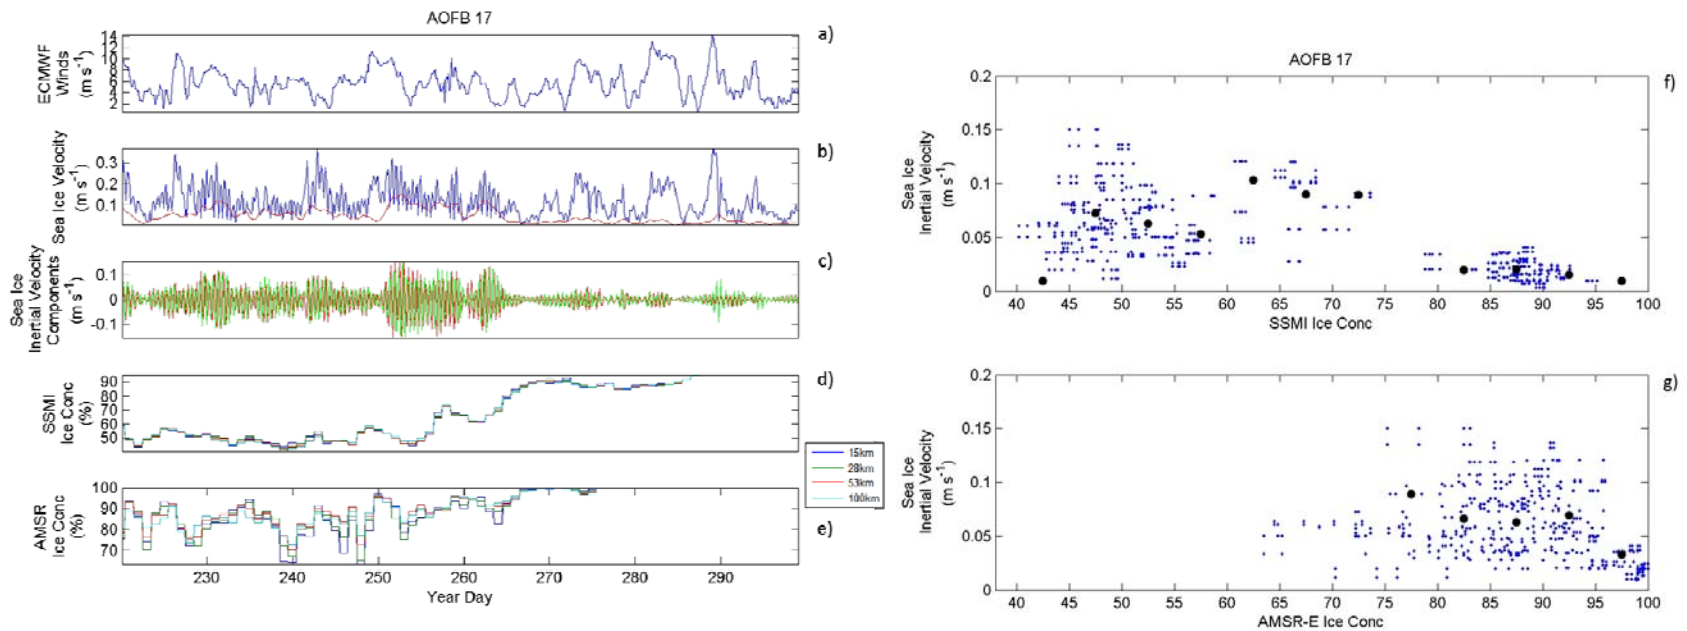 AOFB 17
a)
ECMWF
Winds
(m s-1)
14
12
10
8
6
4
2
b)
Sea Ice Velocity
(m s-1)
0.3
0.2
0.1
c)
Sea Ice
Inertial Velocity
Components
(m s-1)
0.1
0
-0.1
d)
SSMI
Ice Conc
(%)
90
80
70
60
50
e)
AMSR
Ice Conc
(%)
100
90
80
70
230 240 250 260 270 280 290
Year Day
15km
28km
53km
100km
AOFB 17
f)
Sea Ice
Inertial Velocity
(m s-1)
0.2
0.15
0.1
0.05
0
40 45 50 55 60 65 70 75 80 85 90 95 100
SSMI Ice Conc
g)
Sea Ice
Inertial Velocity
(m s-1)
0.2
0.15
0.1
0.05
0
40 45 50 55 60 65 70 75 80 85 90 95 100
AMSR-E Ice Conc